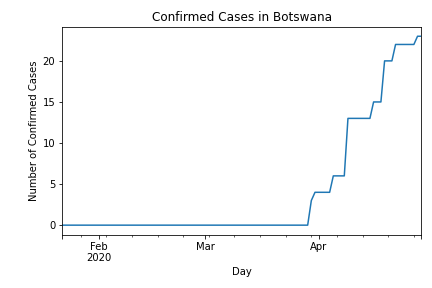 Confirmed Cases in Botswana
Number of Confirmed Cases
20
15
10
5
0
Feb
2020
Mar
Apr
Day